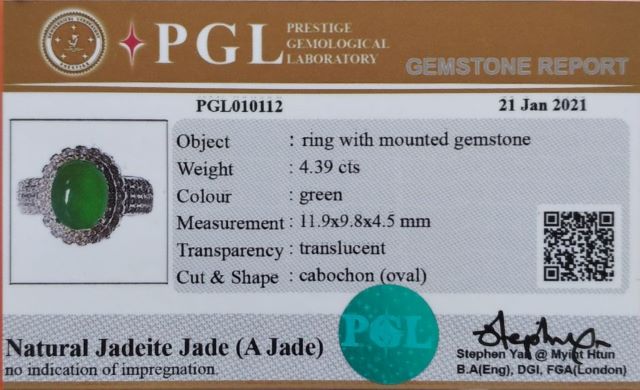 PGL
PRESTIGE
GEMOLOGICAL
LABORATORY
GEMSTONE REPORT
PGL010112
21 Jan 2021
Object : ring with mounted gemstone
Weight : 4.39 cts
Colour : green
Measurement : 11.9x9.8x4.5 mm
Transparency : translucent
Cut & Shape : cabochon (oval)
PGL
Natural Jadeite Jade (A Jade)
no indication of impregnation.
Stephen Yan @ Myint Htun
B.A(Eng), DGI, FGA(London)